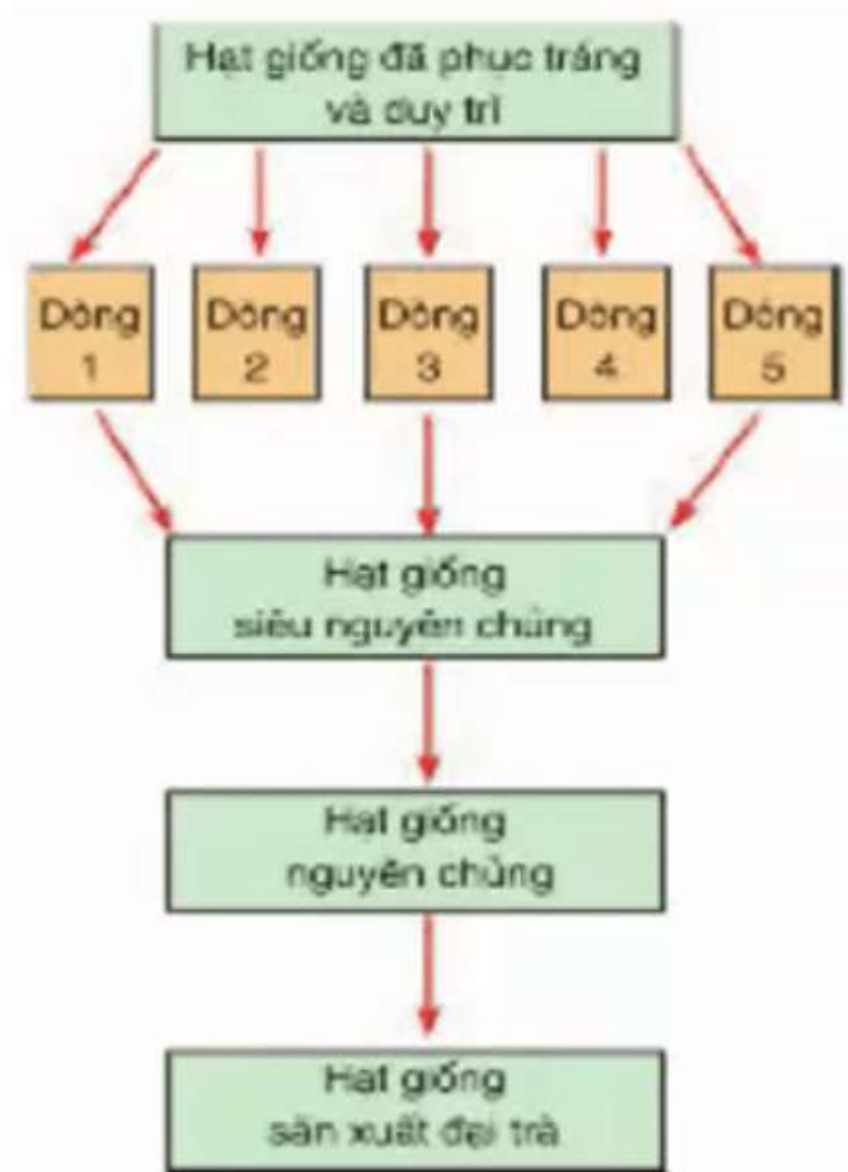 Hạt giống đã phục tráng
và duy trì
Dòng
1
Dòng
2
Dòng
3
Dòng
4
Dòng
5
Hạt giống
siêu nguyên chủng
Hạt giống
nguyên chủng
Hạt giống
sản xuất đại trà